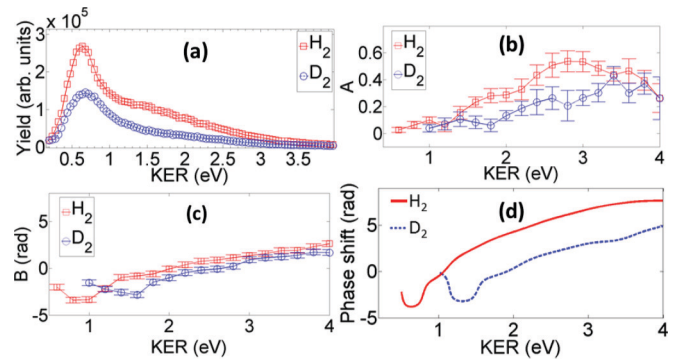 × 10⁵
Yield (arb. units)
3
2
1
0
(a)
H₂
D₂
0.5 1 1.5 2 2.5 3 3.5
KER (eV)
A
0.6
0.4
0.2
0
(b)
H₂
D₂
1 2 3 4
KER (eV)
B (rad)
5
0
-5
(c)
H₂
D₂
1 2 3 4
KER (eV)
Phase shift (rad)
5
0
-5
(d)
H₂
D₂
1 2 3 4
KER (eV)